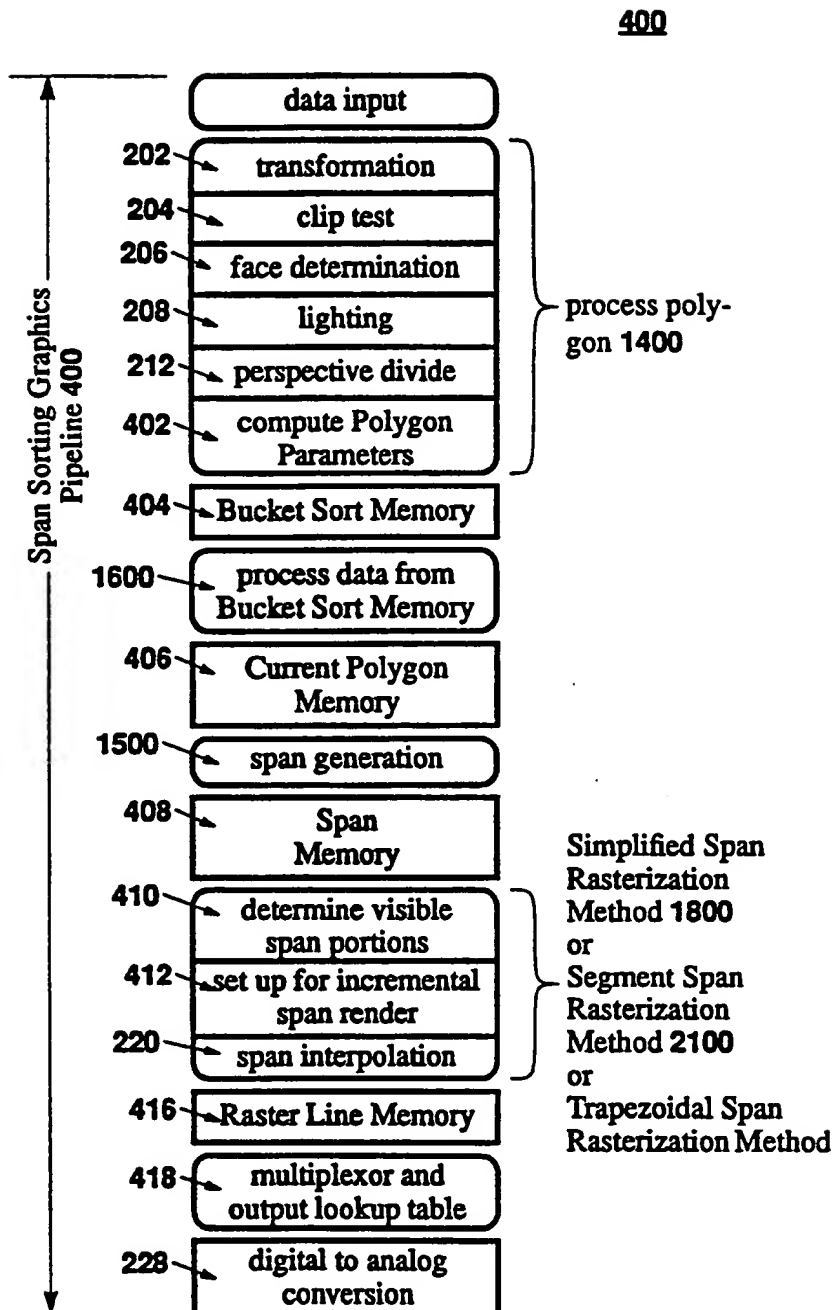 400
data input
202
transformation
204
clip test
206
face determination
208
lighting
212
perspective divide
402
compute Polygon
Parameters
process poly-
gon 1400
Span Sorting Graphics
Pipeline 400
404
Bucket Sort Memory
1600
process data from
Bucket Sort Memory
406
Current Polygon
Memory
1500
span generation
408
Span
Memory
410
determine visible
span portions
412
set up for incremental
span render
220
span interpolation
Simplified Span
Rasterization
Method 1800
or
Segment Span
Rasterization
Method 2100
or
Trapezoidal Span
Rasterization Method
416
Raster Line Memory
418
multiplexor and
output lookup table
228
digital to analog
conversion